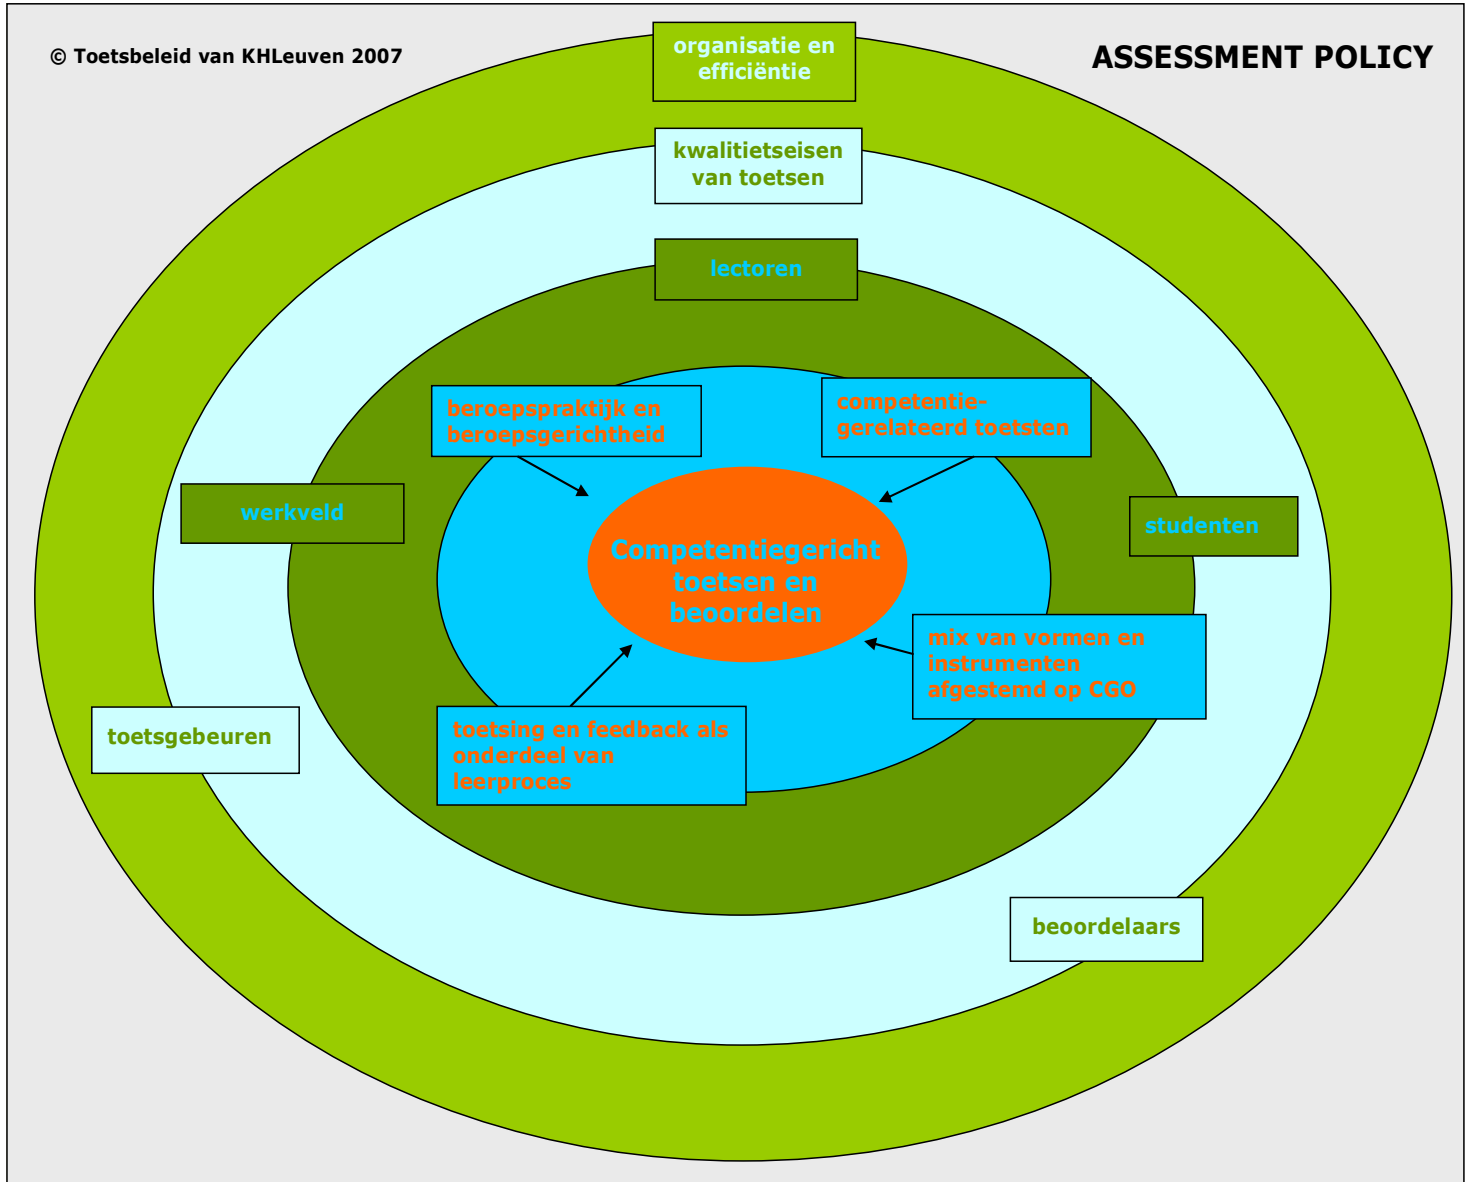 © Toetsbeleid van KHLeuven 2007
organisatie en
efficiëntie
ASSESSMENT POLICY
kwalitietseisen
van toetsen
lectoren
beroepspraktijk en
beroepsgerichtheid
competentie-
gerelateerd toetsten
werkveld
studenten
Competentiegericht
toetsen en
beoordelen
mix van vormen en
instrumenten
afgestemd op CGO
toetsgebeuren
toetsing en feedback als
onderdeel van
leerproces
beoordelaars